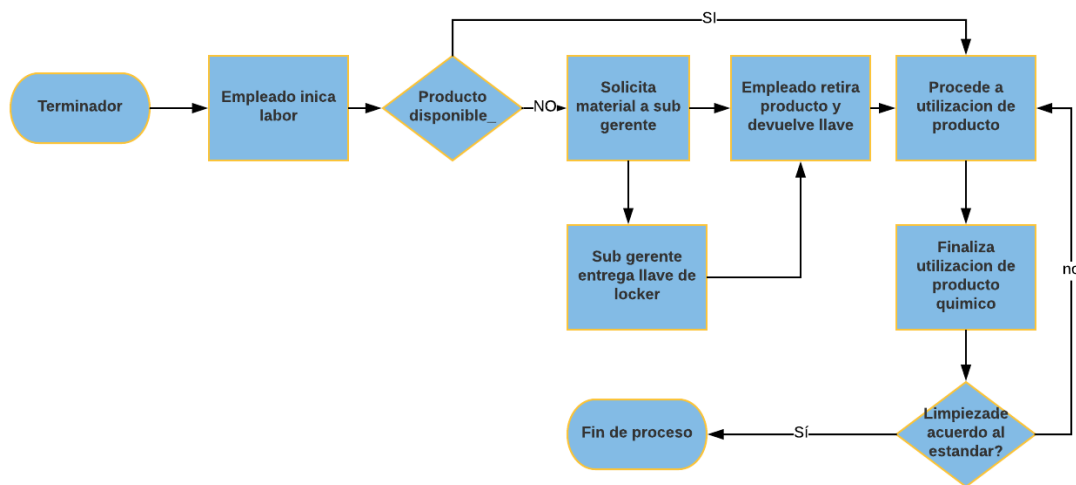 SI
Terminador
Empleado inica
labor
Producto
disponible_
NO
Solicita
material a sub
gerente
Empleado retira
producto y
devuelve llave
Procede a
utilizacion de
producto
Sub gerente
entrega llave de
locker
Finaliza
utilizacion de
producto
quimico
no
Fin de proceso
Sí
Limpiezade
acuerdo al
estandar?